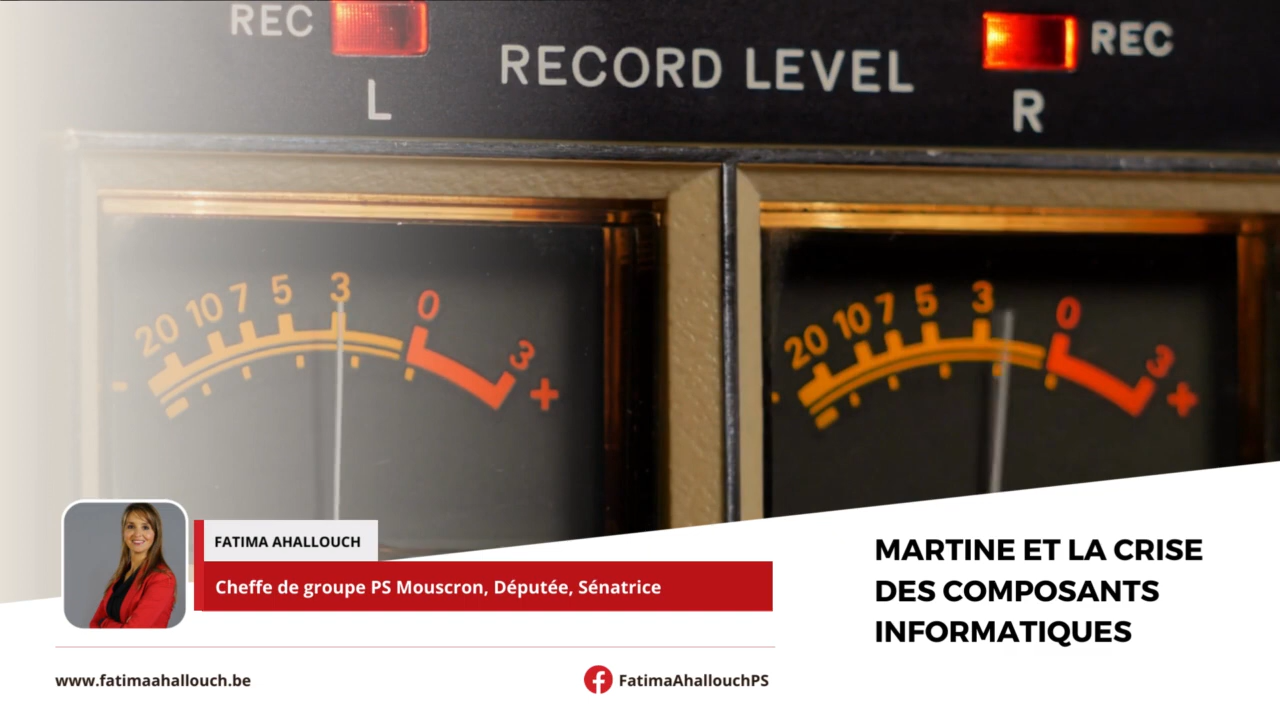 REC
RECORD LEVEL
REC
L
R
20 10 7 5 3 0 3 +
-
20 10 7 5 3 0 3 +
FATIMA AHALLOUCH
Cheffe de groupe PS Mouscron, Députée, Sénatrice
www.fatimaahallouch.be
FatimaAhallouchPS
MARTINE ET LA CRISE
DES COMPOSANTS
INFORMATIQUES